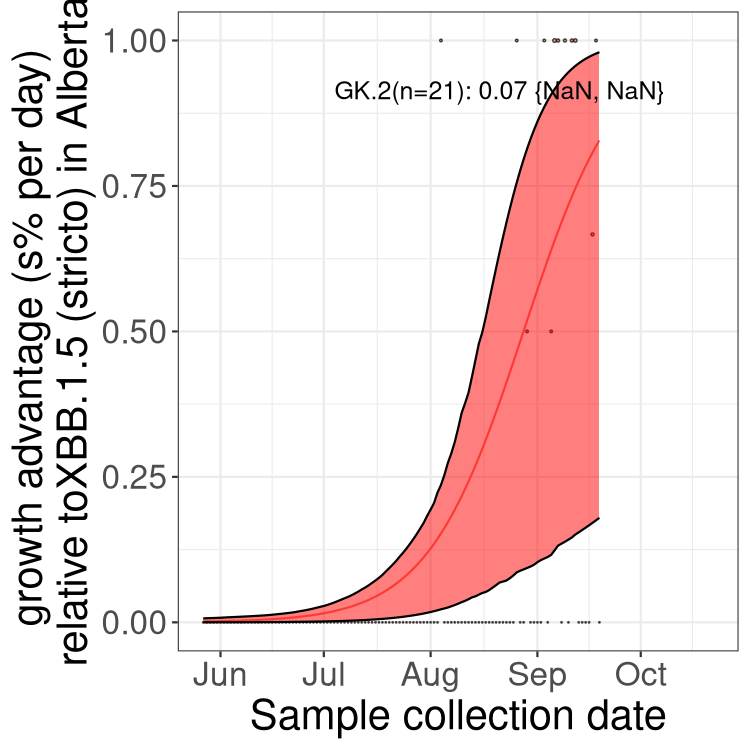 growth advantage (s% per day)
relative toXBB.1.5 (stricto) in Alberta
1.00
0.75
0.50
0.25
0.00
GK.2(n=21): 0.07 {NaN, NaN}
Jun Jul Aug Sep Oct
Sample collection date